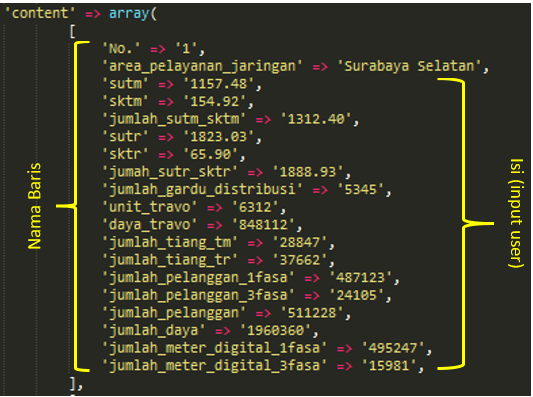 'content' => array(
[
'No.' => '1',
'area_pelayanan_jaringan' => 'Surabaya Selatan',
'sutm' => '1157.48',
'sktm' => '154.92',
'jumlah_sutm_sktm' => '1312.40',
'sutr' => '1823.03',
'sktr' => '65.90',
'jumah_sutr_sktr' => '1888.93',
'jumlah_gardu_distribusi' => '5345',
'unit_travo' => '6312',
'daya_travo' => '848112',
'jumlah_tiang_tm' => '28847',
'jumlah_tiang_tr' => '37662',
'jumlah_pelanggan_1fasa' => '487123',
'jumlah_pelanggan_3fasa' => '24105',
'jumlah_pelanggan' => '511228',
'jumlah_daya' => '1960360',
'jumlah_meter_digital_1fasa' => '495247',
'jumlah_meter_digital_3fasa' => '15981',
],
Nama Baris
Isi (input user)